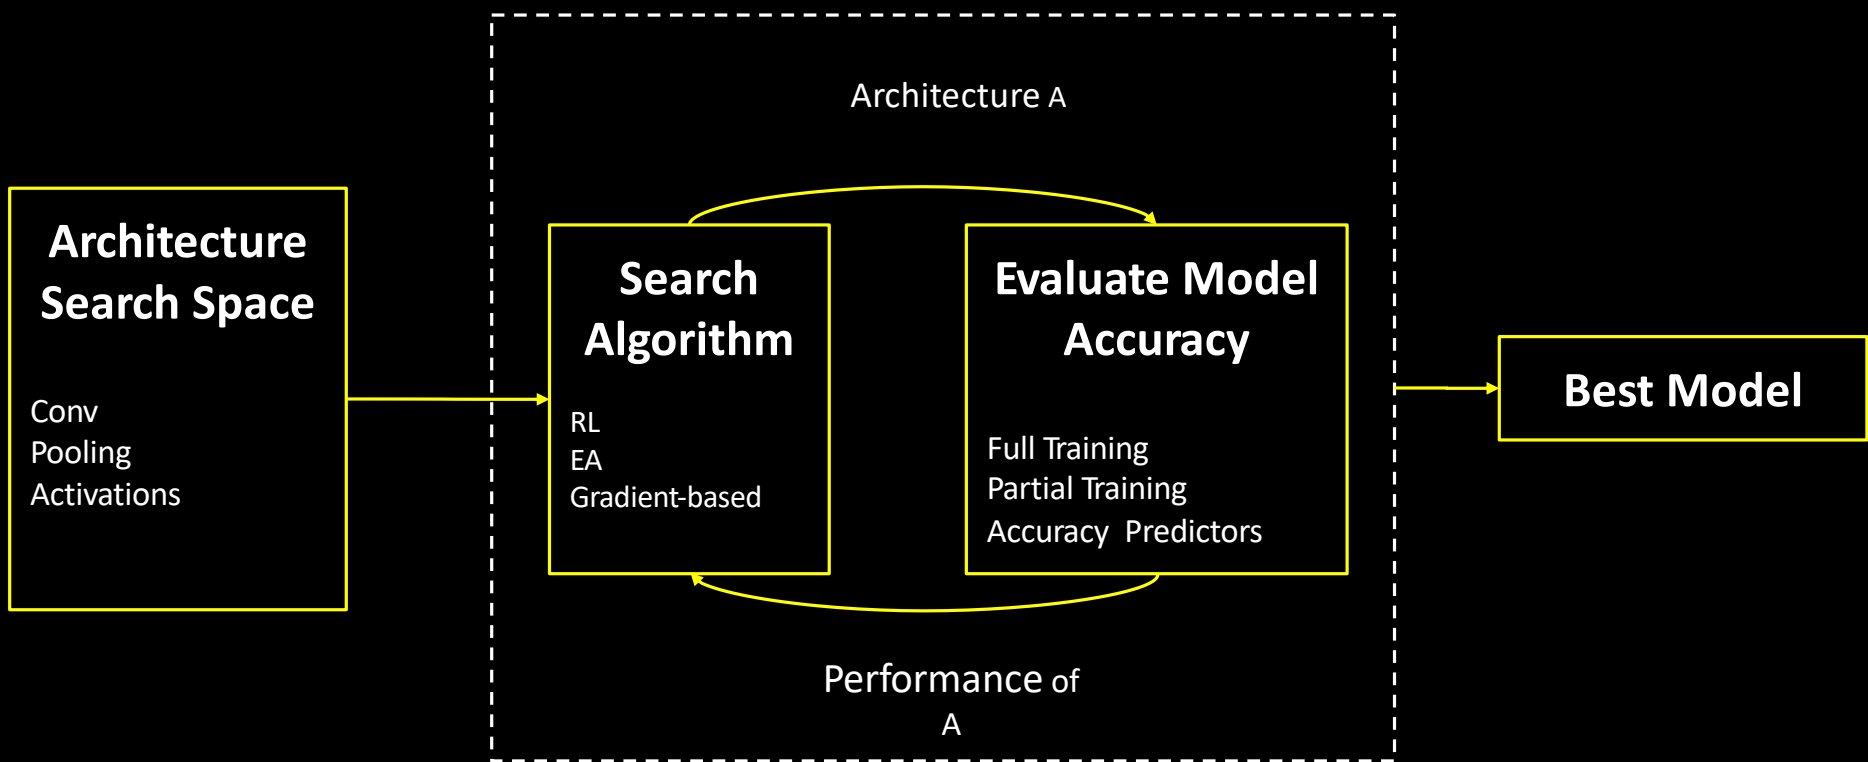 Architecture A
Architecture
Search Space
Conv
Pooling
Activations
Search
Algorithm
RL
EA
Gradient-based
Evaluate Model
Accuracy
Full Training
Partial Training
Accuracy Predictors
Performance of
A
Best Model